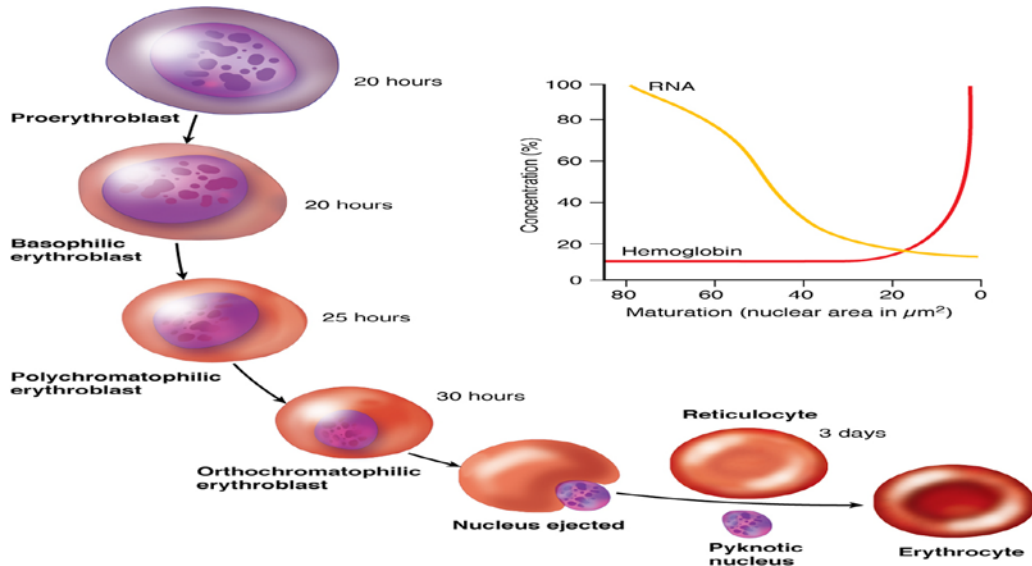 20 hours
Proerythroblast
20 hours
Basophilic
erythroblast
25 hours
Polychromatophilic
erythroblast
30 hours
Orthochromatophilic
erythroblast
Nucleus ejected
Reticulocyte
3 days
Pyknotic
nucleus
Erythrocyte
100
80
60
40
20
0
Concentration (%)
RNA
Hemoglobin
80 60 40 20 0
Maturation (nuclear area in μm²)